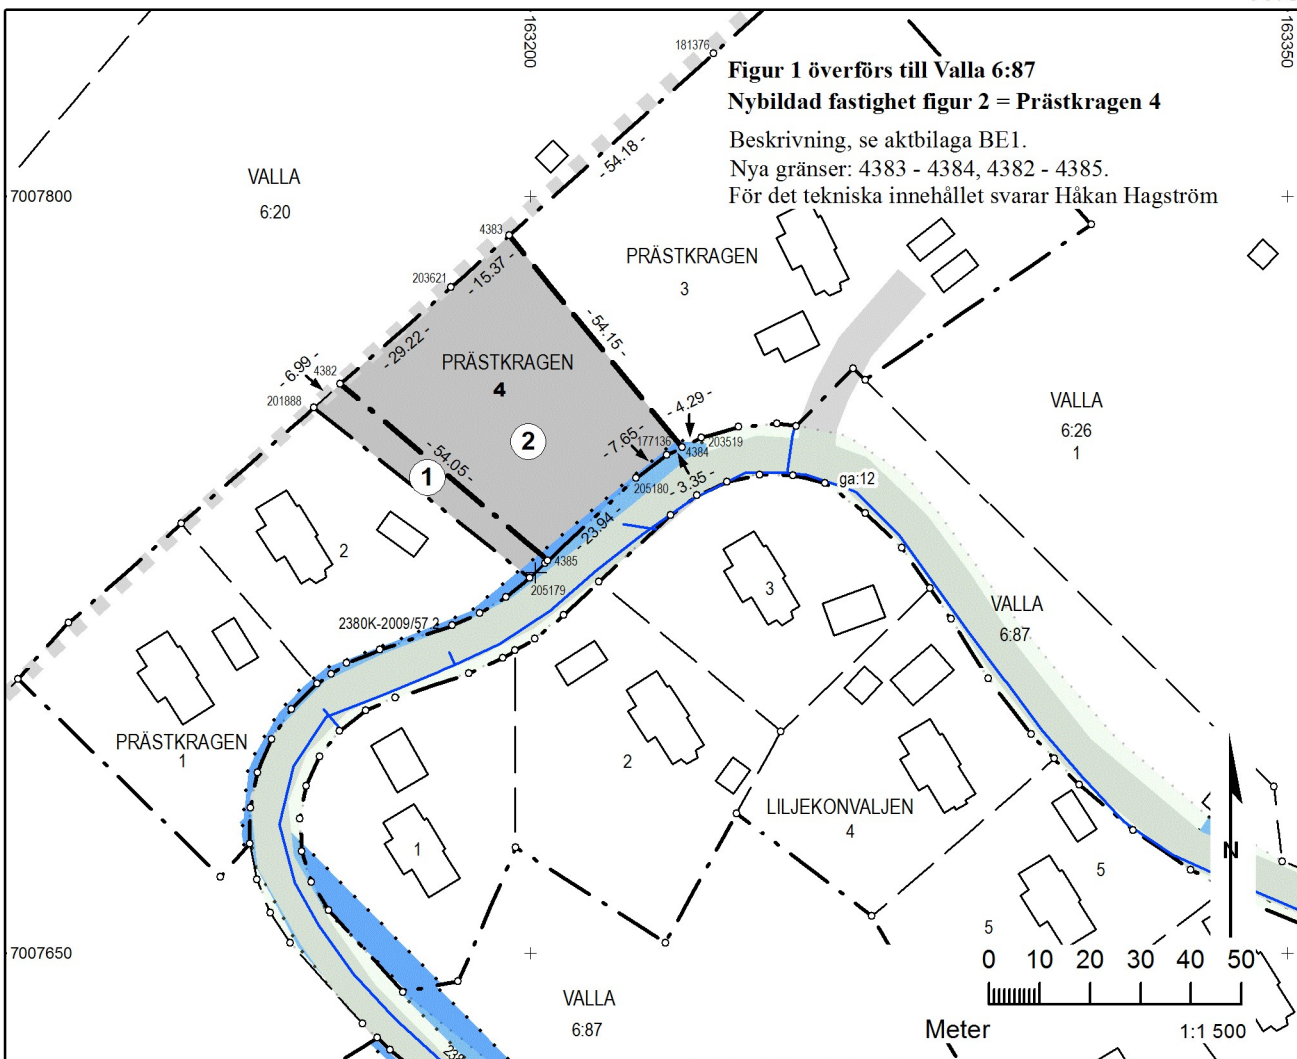 163200
163350
181376
Figur 1 överförs till Valla 6:87
Nybildad fastighet figur 2 = Prästkragen 4
Beskrivning, se aktbilaga BE1.
Nya gränser: 4383 - 4384, 4382 - 4385.
För det tekniska innehållet svarar Håkan Hagström
- 54.18 -
VALLA
6:20
7007800
4383
PRÄSTKRAGEN
3
203621
- 15.37 -
- 29.22 -
- 54.15 -
PRÄSTKRAGEN
4
- 6.99 -
4382
201888
- 4.29 -
VALLA
6:26
1
2
- 7.65 -
177136
203519
4384
- 54.05 -
1
205180
- 3.35 -
ga:12
- 23.94 -
2
4385
205179
3
VALLA
6:87
2380K-2009/57.2
PRÄSTKRAGEN
1
2
LILJEKONVALJEN
4
1
N
5
5
7007650
0 10 20 30 40 50
VALLA
6:87
Meter
1:1 500